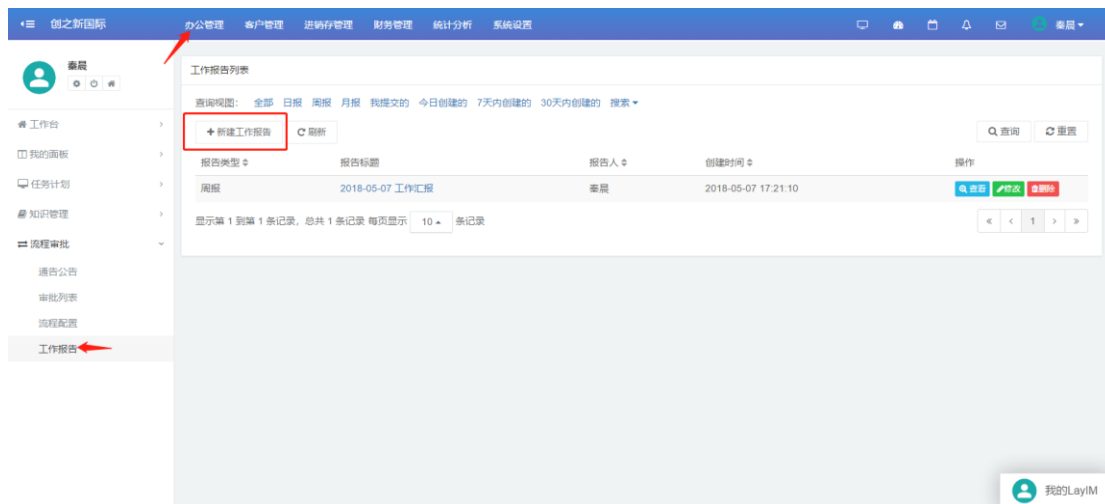 创之新国际 办公管理 客户管理 进销存管理 财务管理 统计分析 系统设置 秦晨
秦晨
工作台
我的面板
任务计划
知识管理
流程审批
通告公告
审批列表
流程配置
工作报告
工作报告列表
查询视图: 全部 日报 周报 月报 我提交的 今日创建的 7天内创建的 30天内创建的 搜索
新建工作报告 刷新 查询 重置
报告类型 报告标题 报告人 创建时间 操作
周报 2018-05-07 工作汇报 秦晨 2018-05-07 17:21:10 查看 修改 删除
显示第 1 到第 1 条记录，总共 1 条记录 每页显示 10 条记录 « ‹ 1 › »
我的LayIM